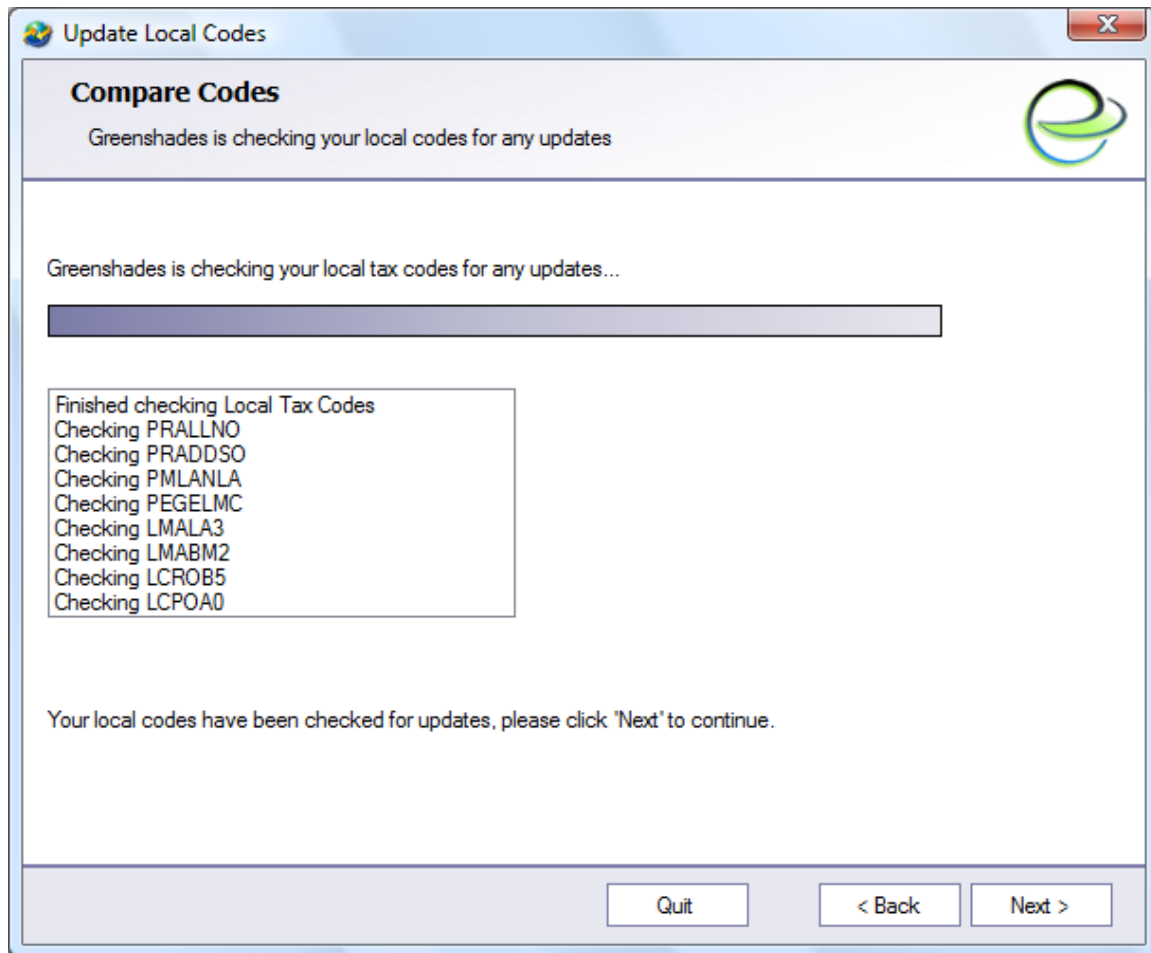 Update Local Codes
X
Compare Codes
Greenshades is checking your local codes for any updates
Greenshades is checking your local tax codes for any updates...
Finished checking Local Tax Codes
Checking PRALLNO
Checking PRADDSO
Checking PMLANLA
Checking PEGELMC
Checking LMALA3
Checking LMABM2
Checking LCROB5
Checking LCPOA0
Your local codes have been checked for updates, please click 'Next' to continue.
Quit
< Back
Next >